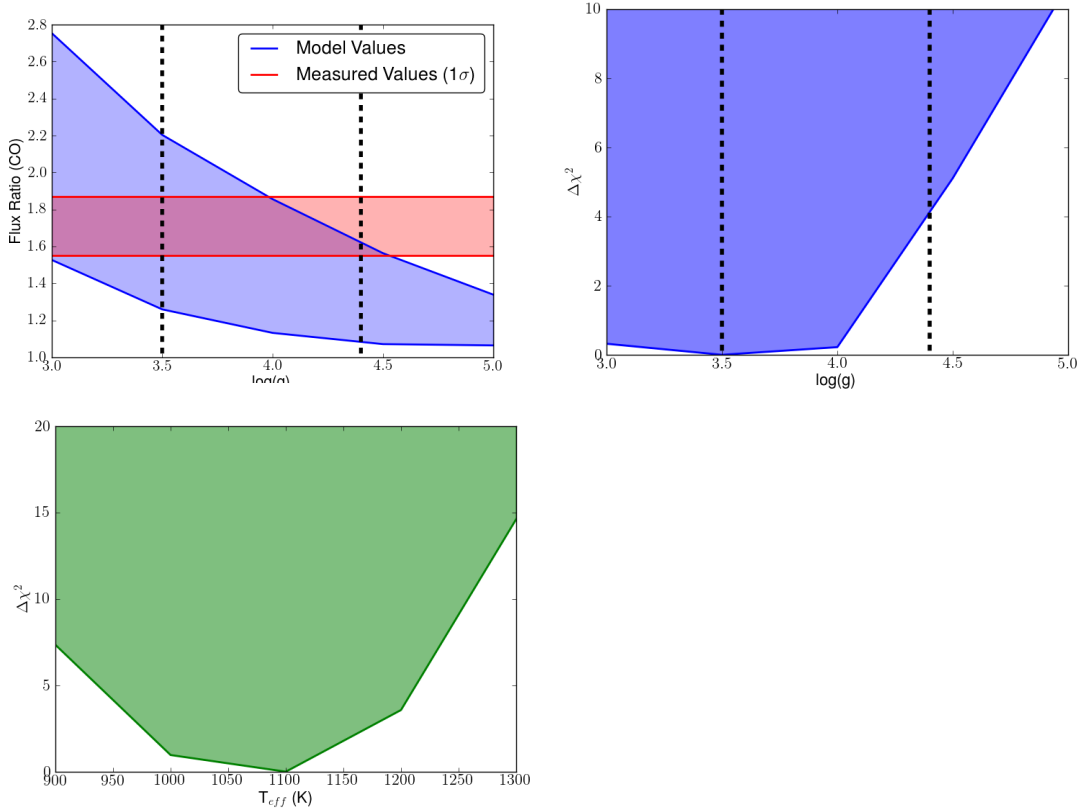 2.8
2.6
2.4
2.2
2.0
1.8
1.6
1.4
1.2
1.0
Flux Ratio (CO)
Model Values
Measured Values (1σ)
3.0 3.5 4.0 4.5 5.0
log(g)
10
8
6
4
2
0
Δχ²
3.0 3.5 4.0 4.5 5.0
log(g)
20
15
10
5
0
Δχ²
900 950 1000 1050 1100 1150 1200 1250 1300
T_eff (K)